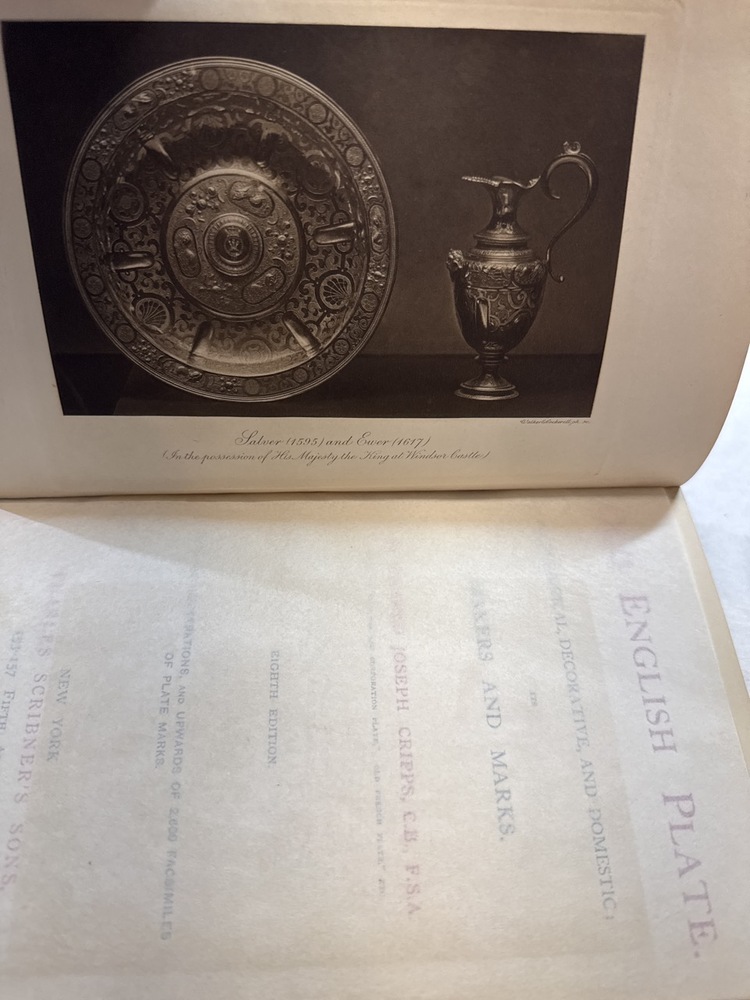 Salver (1595) and Ewer (1617)
(In the possession of His Majesty the King at Windsor Castle)
ENGLISH PLATE.
DECORATIVE, AND DOMESTIC:
ITS
MAKERS AND MARKS.
JOSEPH CRIPPS, C.B., F.S.A.
EIGHTH EDITION.
AND UPWARDS OF 2,600 FACSIMILES
OF PLATE MARKS.
NEW YORK
SCRIBNER'S SONS,
FIFTH